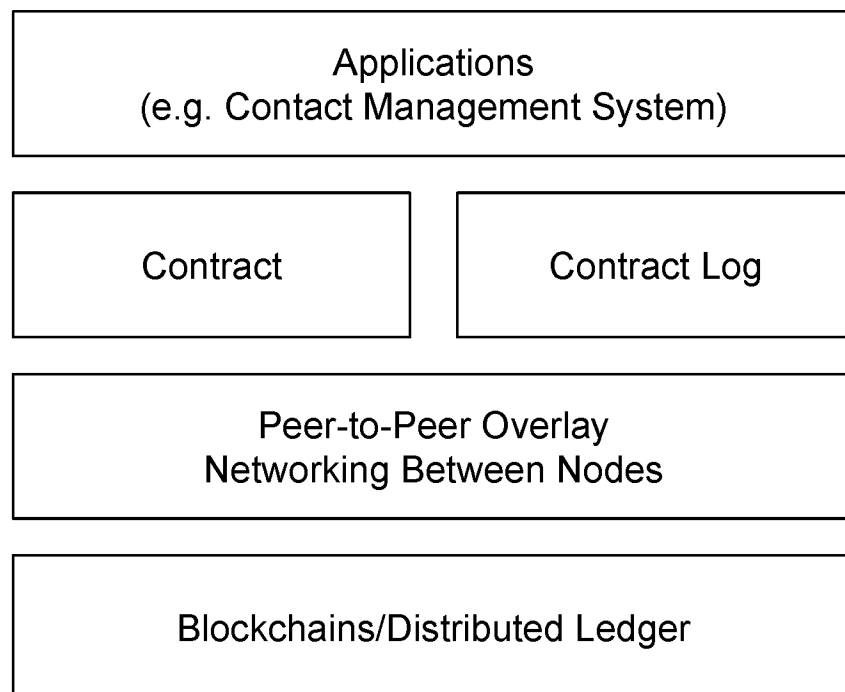 Applications
(e.g. Contact Management System)
Contract
Contract Log
Peer-to-Peer Overlay
Networking Between Nodes
Blockchains/Distributed Ledger